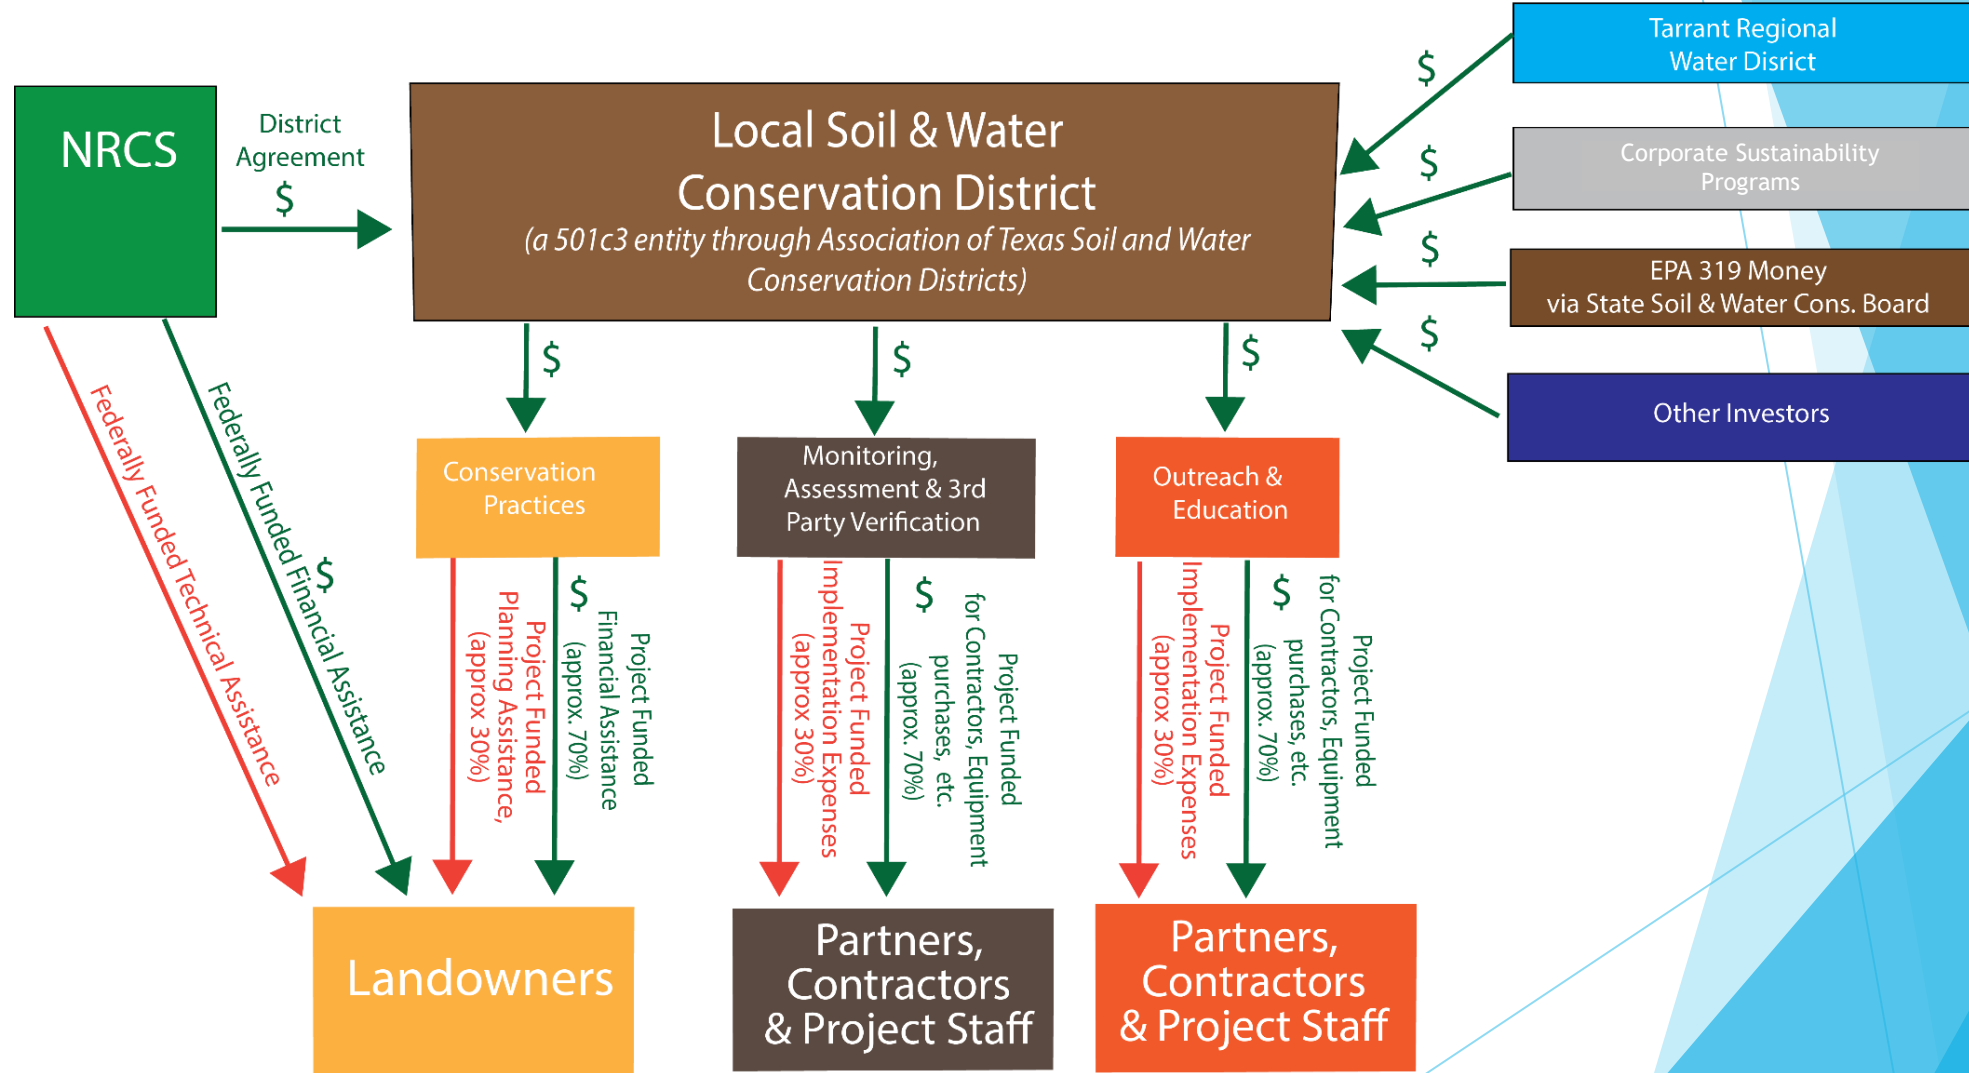 NRCS
District
Agreement
$
Local Soil & Water
Conservation District
(a 501c3 entity through Association of Texas Soil and Water
Conservation Districts)
$
Tarrant Regional
Water Disrict
$
Corporate Sustainability
Programs
$
EPA 319 Money
via State Soil & Water Cons. Board
$
Other Investors
$
$
$
Federally Funded Technical Assistance
Federally Funded Financial Assistance
$
Conservation
Practices
Monitoring,
Assessment & 3rd
Party Verification
Outreach &
Education
Project Funded
Planning Assistance,
(approx 30%)
$
Project Funded
Financial Assistance
(approx. 70%)
Project Funded
Implementation Expenses
(approx 30%)
$
Project Funded
for Contractors, Equipment
purchases, etc.
(approx. 70%)
Project Funded
Implementation Expenses
(approx 30%)
$
Project Funded
for Contractors, Equipment
purchases, etc.
(approx. 70%)
Landowners
Partners,
Contractors
& Project Staff
Partners,
Contractors
& Project Staff